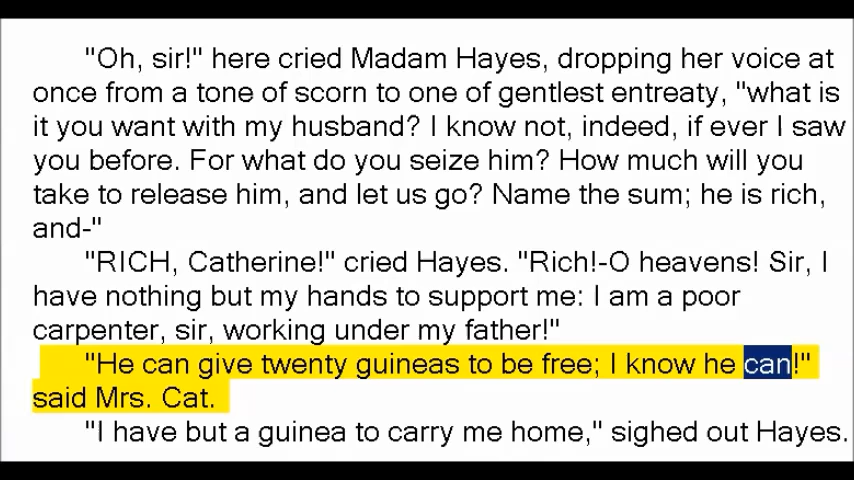 "Oh, sir!" here cried Madam Hayes, dropping her voice at
once from a tone of scorn to one of gentlest entreaty, "what is
it you want with my husband? I know not, indeed, if ever I saw
you before. For what do you seize him? How much will you
take to release him, and let us go? Name the sum; he is rich,
and-"
"RICH, Catherine!" cried Hayes. "Rich!-O heavens! Sir, I
have nothing but my hands to support me: I am a poor
carpenter, sir, working under my father!"
"He can give twenty guineas to be free; I know he can!"
said Mrs. Cat.
"I have but a guinea to carry me home," sighed out Hayes.